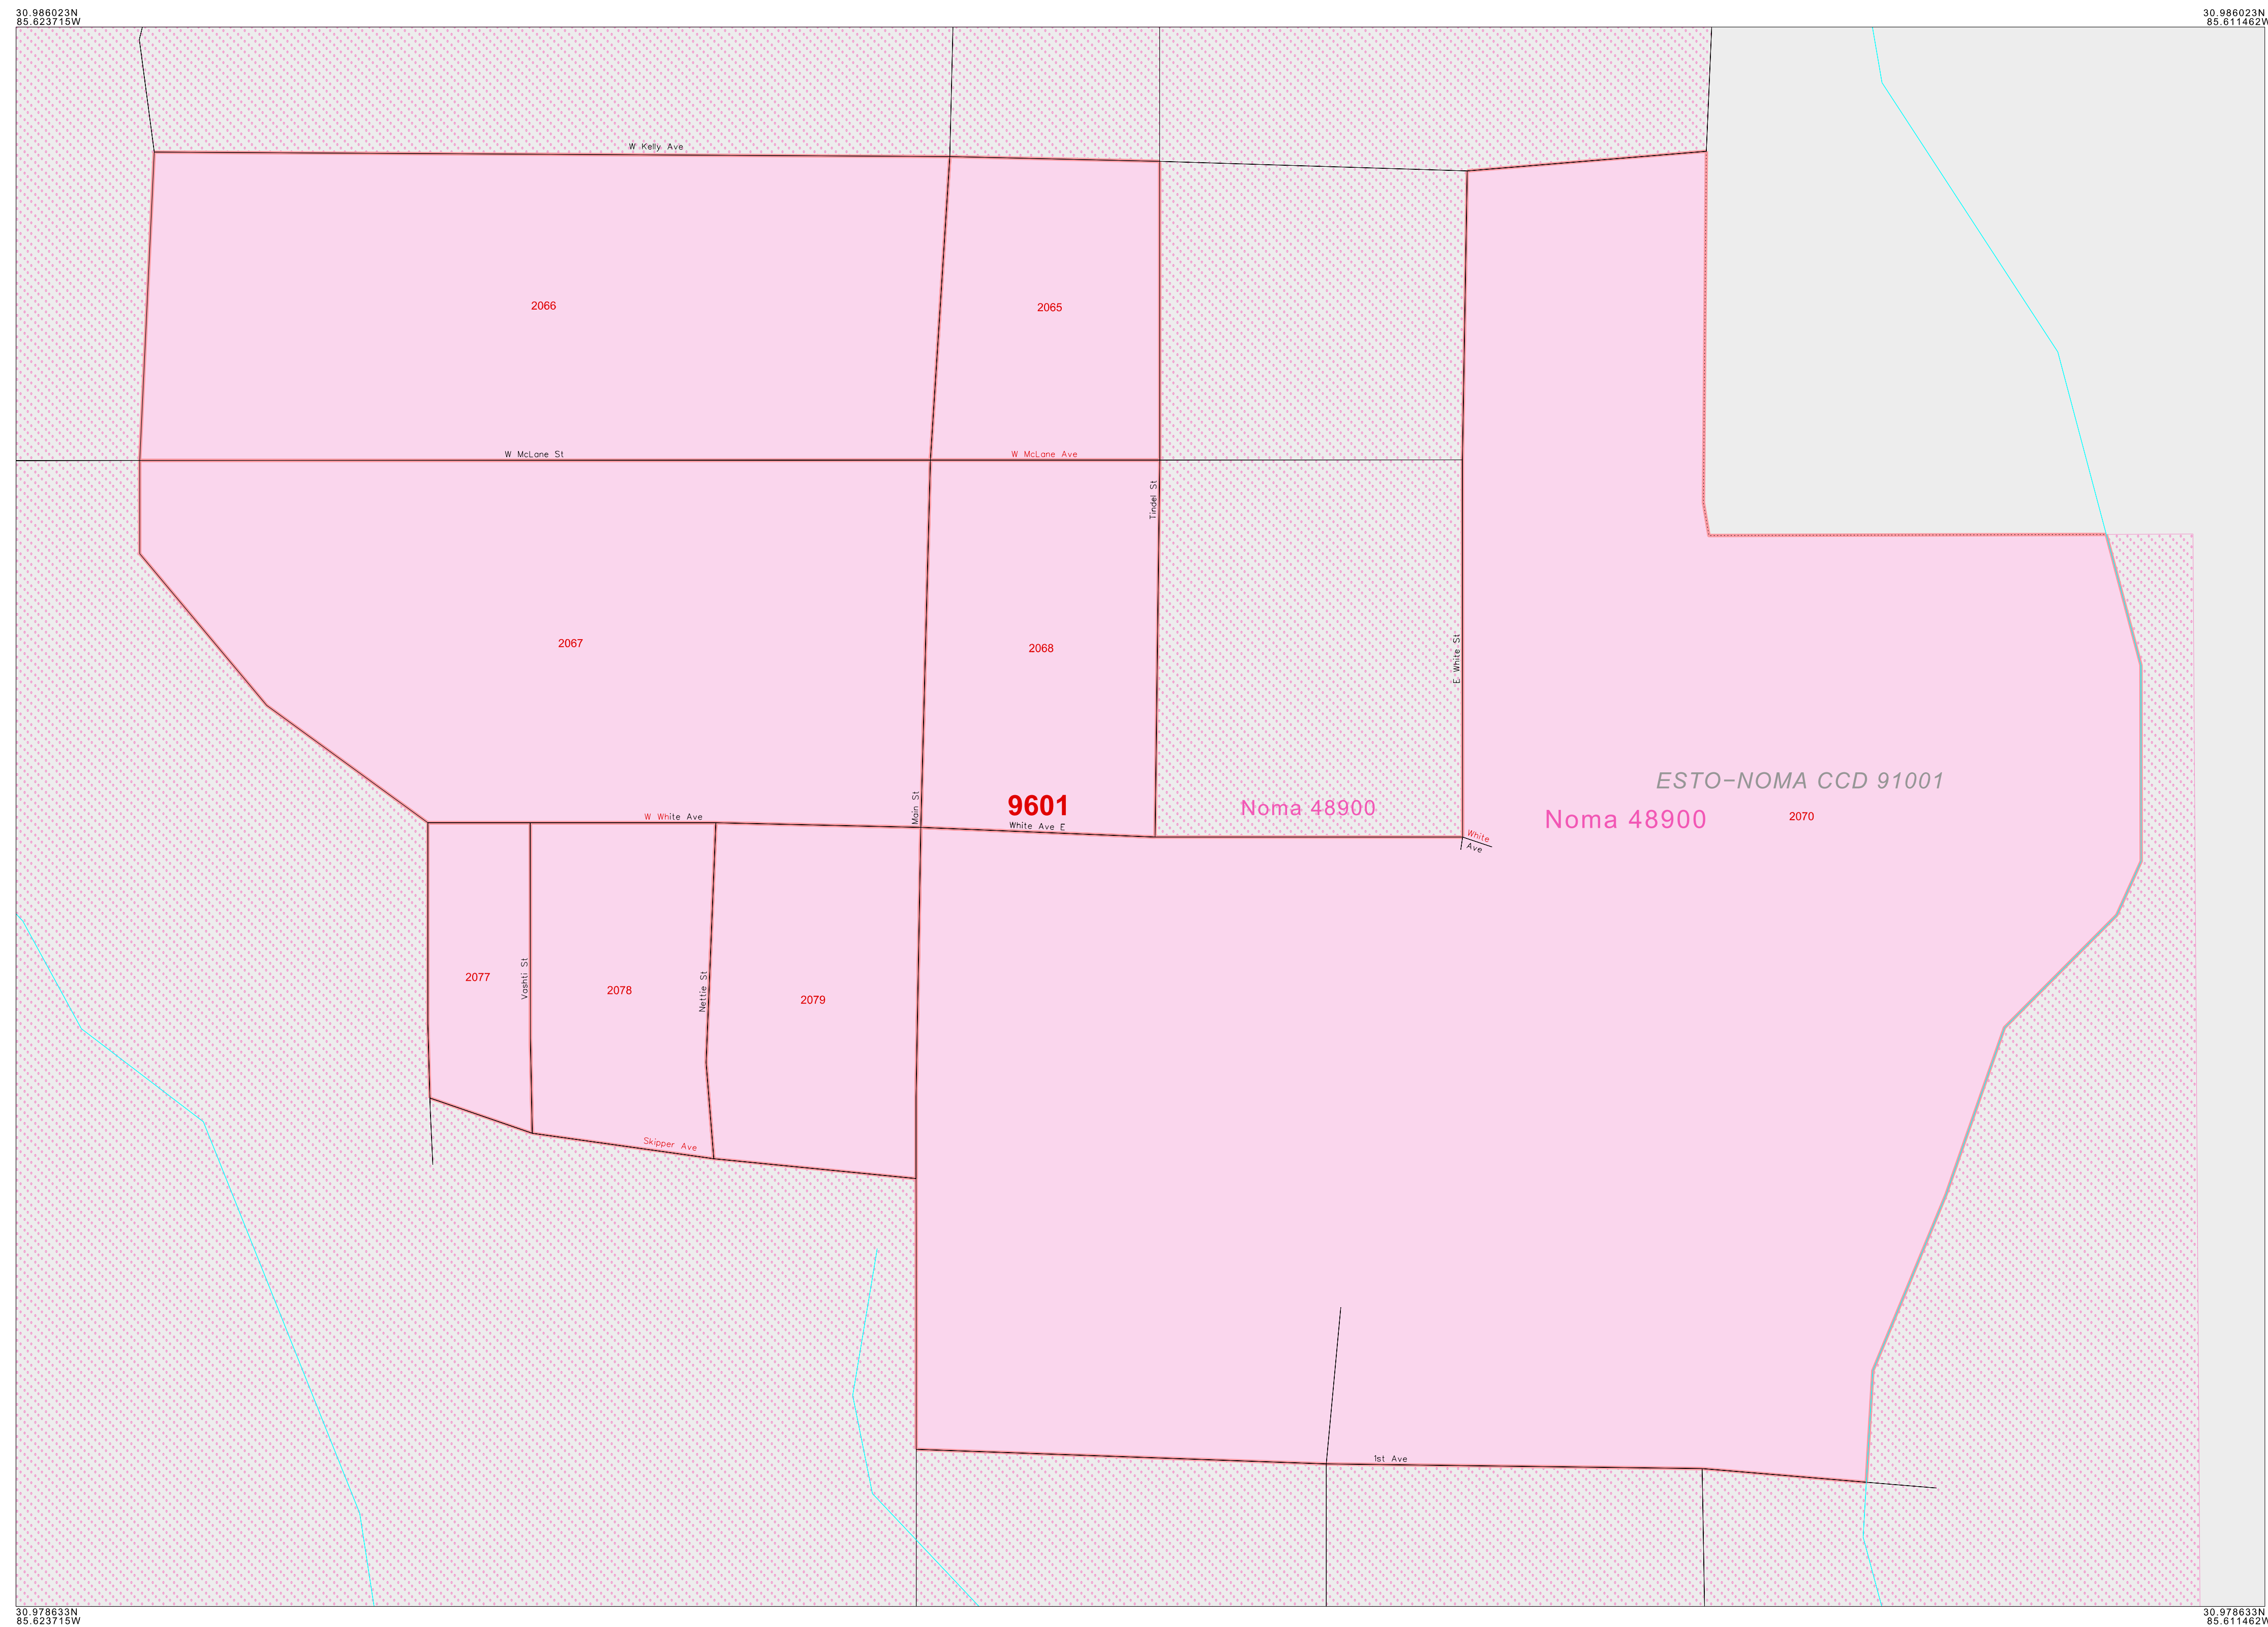 30.986023N
85.623715W
30.986023N
85.611462W
W Kelly Ave
2066
2065
W McLane St
W McLane Ave
Tindel St
2067
2068
E White St
ESTO-NOMA CCD 91001
9601
Noma 48900
Noma 48900
2070
Main St
W White Ave
White Ave E
White
Ave
2077
Vashti St
2078
Nettie St
2079
Skipper Ave
1st Ave
30.978633N
85.623715W
30.978633N
85.611462W